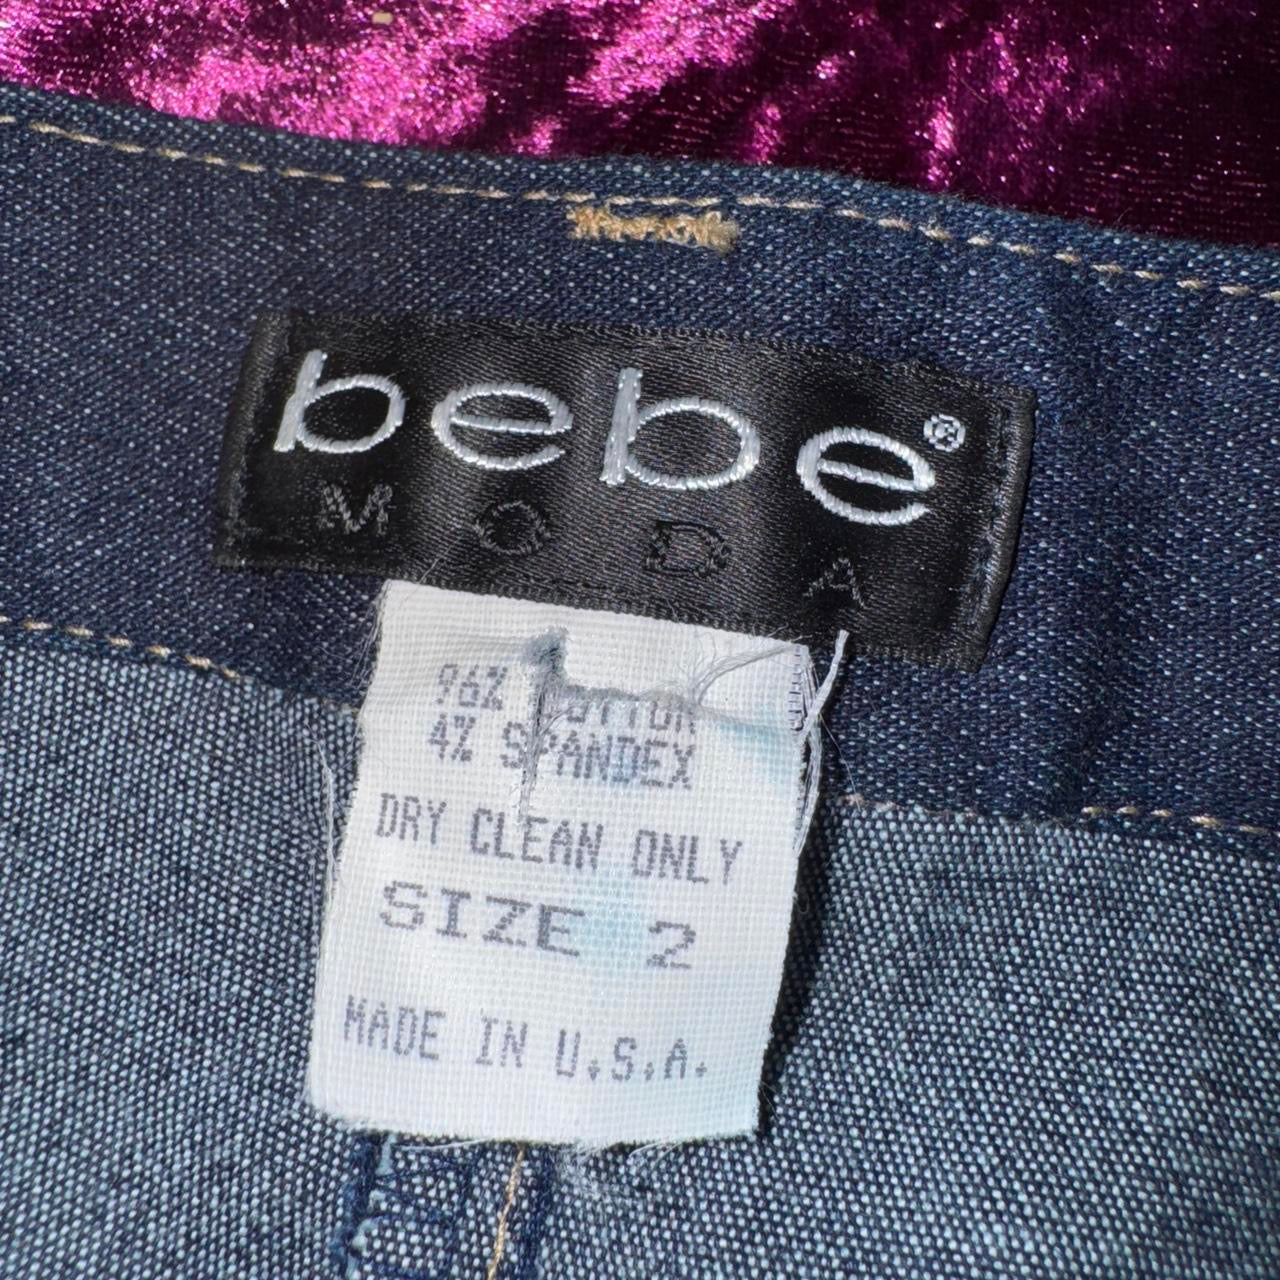 bebe®
MODA
96% COTTON
4% SPANDEX
DRY CLEAN ONLY
SIZE 2
MADE IN U.S.A.